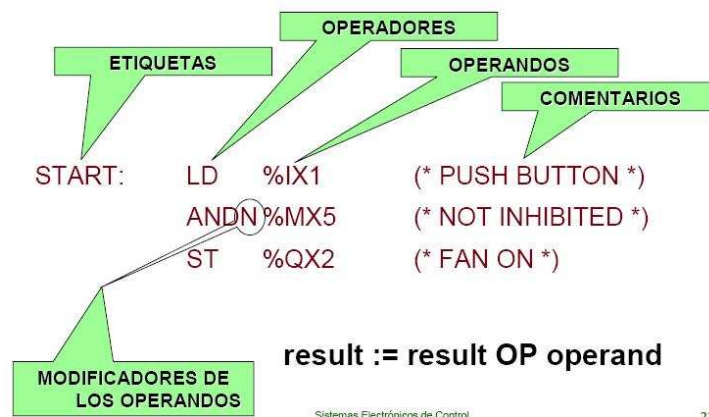 OPERADORES
ETIQUETAS
OPERANDOS
COMENTARIOS
START: LD %IX1 (* PUSH BUTTON *)
ANDN %MX5 (* NOT INHIBITED *)
ST %QX2 (* FAN ON *)
result := result OP operand
MODIFICADORES DE
LOS OPERANDOS
Sistemas Electrónicos de Control